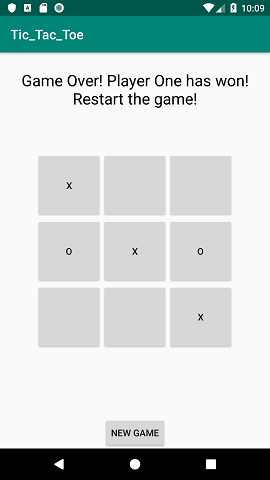 10:09
Tic_Tac_Toe
Game Over! Player One has won!
Restart the game!
x
o x o
x
NEW GAME